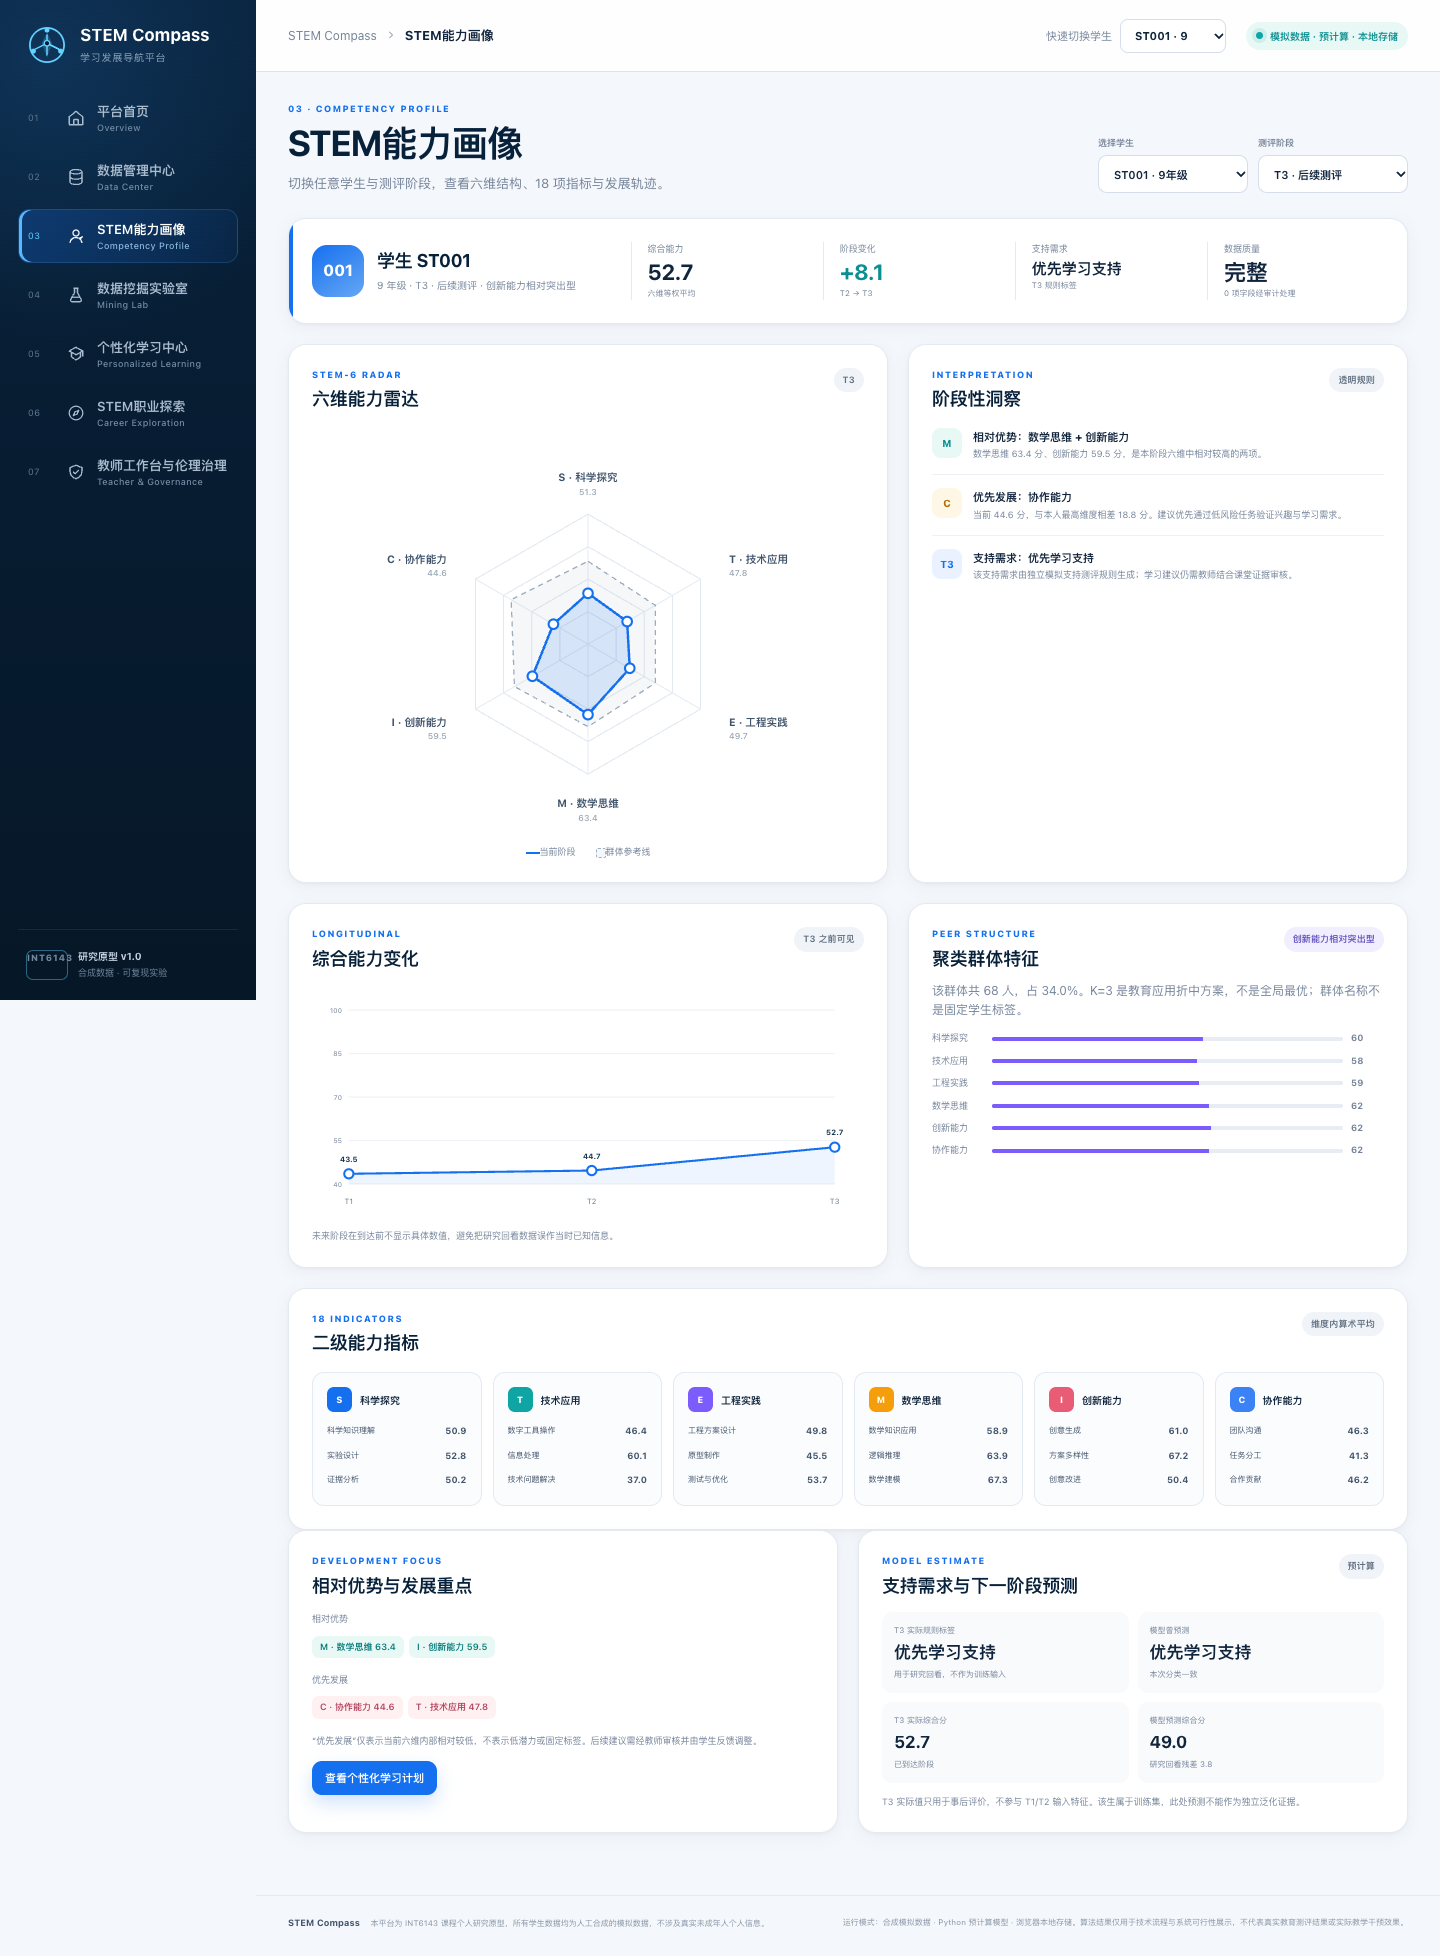 STEM Compass
学习发展导航平台
01
平台首页
Overview
02
数据管理中心
Data Center
03
STEM能力画像
Competency Profile
04
数据挖掘实验室
Mining Lab
05
个性化学习中心
Personalized Learning
06
STEM职业探索
Career Exploration
07
教师工作台与伦理治理
Teacher & Governance
INT6143
研究原型 v1.0
合成数据 · 可复现实验
STEM Compass › STEM能力画像
快速切换学生
ST001 · 9
模拟数据 · 预计算 · 本地存储
03 · COMPETENCY PROFILE
STEM能力画像
切换任意学生与测评阶段，查看六维结构、18 项指标与发展轨迹。
选择学生
ST001 · 9年级
测评阶段
T3 · 后续测评
001
学生 ST001
9 年级 · T3 · 后续测评 · 创新能力相对突出型
综合能力
52.7
六维等权平均
阶段变化
+8.1
T2 → T3
支持需求
优先学习支持
T3 规则标签
数据质量
完整
0 项字段经审计处理
STEM-6 RADAR
六维能力雷达
T3
S · 科学探究
51.3
T · 技术应用
47.8
E · 工程实践
49.7
M · 数学思维
63.4
I · 创新能力
59.5
C · 协作能力
44.6
当前阶段
群体参考线
INTERPRETATION
阶段性洞察
透明规则
M
相对优势：数学思维 + 创新能力
数学思维 63.4 分、创新能力 59.5 分，是本阶段六维中相对较高的两项。
C
优先发展：协作能力
当前 44.6 分，与本人最高维度相差 18.8 分。建议优先通过低风险任务验证兴趣与学习需求。
T3
支持需求：优先学习支持
该支持需求由独立模拟支持测评规则生成；学习建议仍需教师结合课堂证据审核。
LONGITUDINAL
综合能力变化
T3 之前可见
100
85
70
55
40
43.5
44.7
52.7
T1
T2
T3
未来阶段在到达前不显示具体数值，避免把研究回看数据误作当时已知信息。
PEER STRUCTURE
聚类群体特征
创新能力相对突出型
该群体共 68 人，占 34.0%。K=3 是教育应用折中方案，不是全局最优；群体名称不
是固定学生标签。
科学探究 60
技术应用 58
工程实践 59
数学思维 62
创新能力 62
协作能力 62
18 INDICATORS
二级能力指标
维度内算术平均
S 科学探究
科学知识理解 50.9
实验设计 52.8
证据分析 50.2
T 技术应用
数字工具操作 46.4
信息处理 60.1
技术问题解决 37.0
E 工程实践
工程方案设计 49.8
原型制作 45.5
测试与优化 53.7
M 数学思维
数学知识应用 58.9
逻辑推理 63.9
数学建模 67.3
I 创新能力
创意生成 61.0
方案多样性 67.2
创意改进 50.4
C 协作能力
团队沟通 46.3
任务分工 41.3
合作贡献 46.2
DEVELOPMENT FOCUS
相对优势与发展重点
相对优势
M · 数学思维 63.4
I · 创新能力 59.5
优先发展
C · 协作能力 44.6
T · 技术应用 47.8
“优先发展”仅表示当前六维内部相对较低，不表示低潜力或固定标签。后续建议需经教师审核并由学生反馈调整。
查看个性化学习计划
MODEL ESTIMATE
支持需求与下一阶段预测
预计算
T3 实际规则标签
优先学习支持
用于研究回看，不作为训练输入
模型曾预测
优先学习支持
本次分类一致
T3 实际综合分
52.7
已到达阶段
模型预测综合分
49.0
研究回看残差 3.8
T3 实际值只用于事后评价，不参与 T1/T2 输入特征。该生属于训练集，此处预测不能作为独立泛化证据。
STEM Compass
本平台为 INT6143 课程个人研究原型，所有学生数据均为人工合成的模拟数据，不涉及真实未成年人个人信息。
运行模式：合成模拟数据 · Python 预计算模型 · 浏览器本地存储。算法结果仅用于技术流程与系统可行性展示，不代表真实教育测评结果或实际教学干预效果。